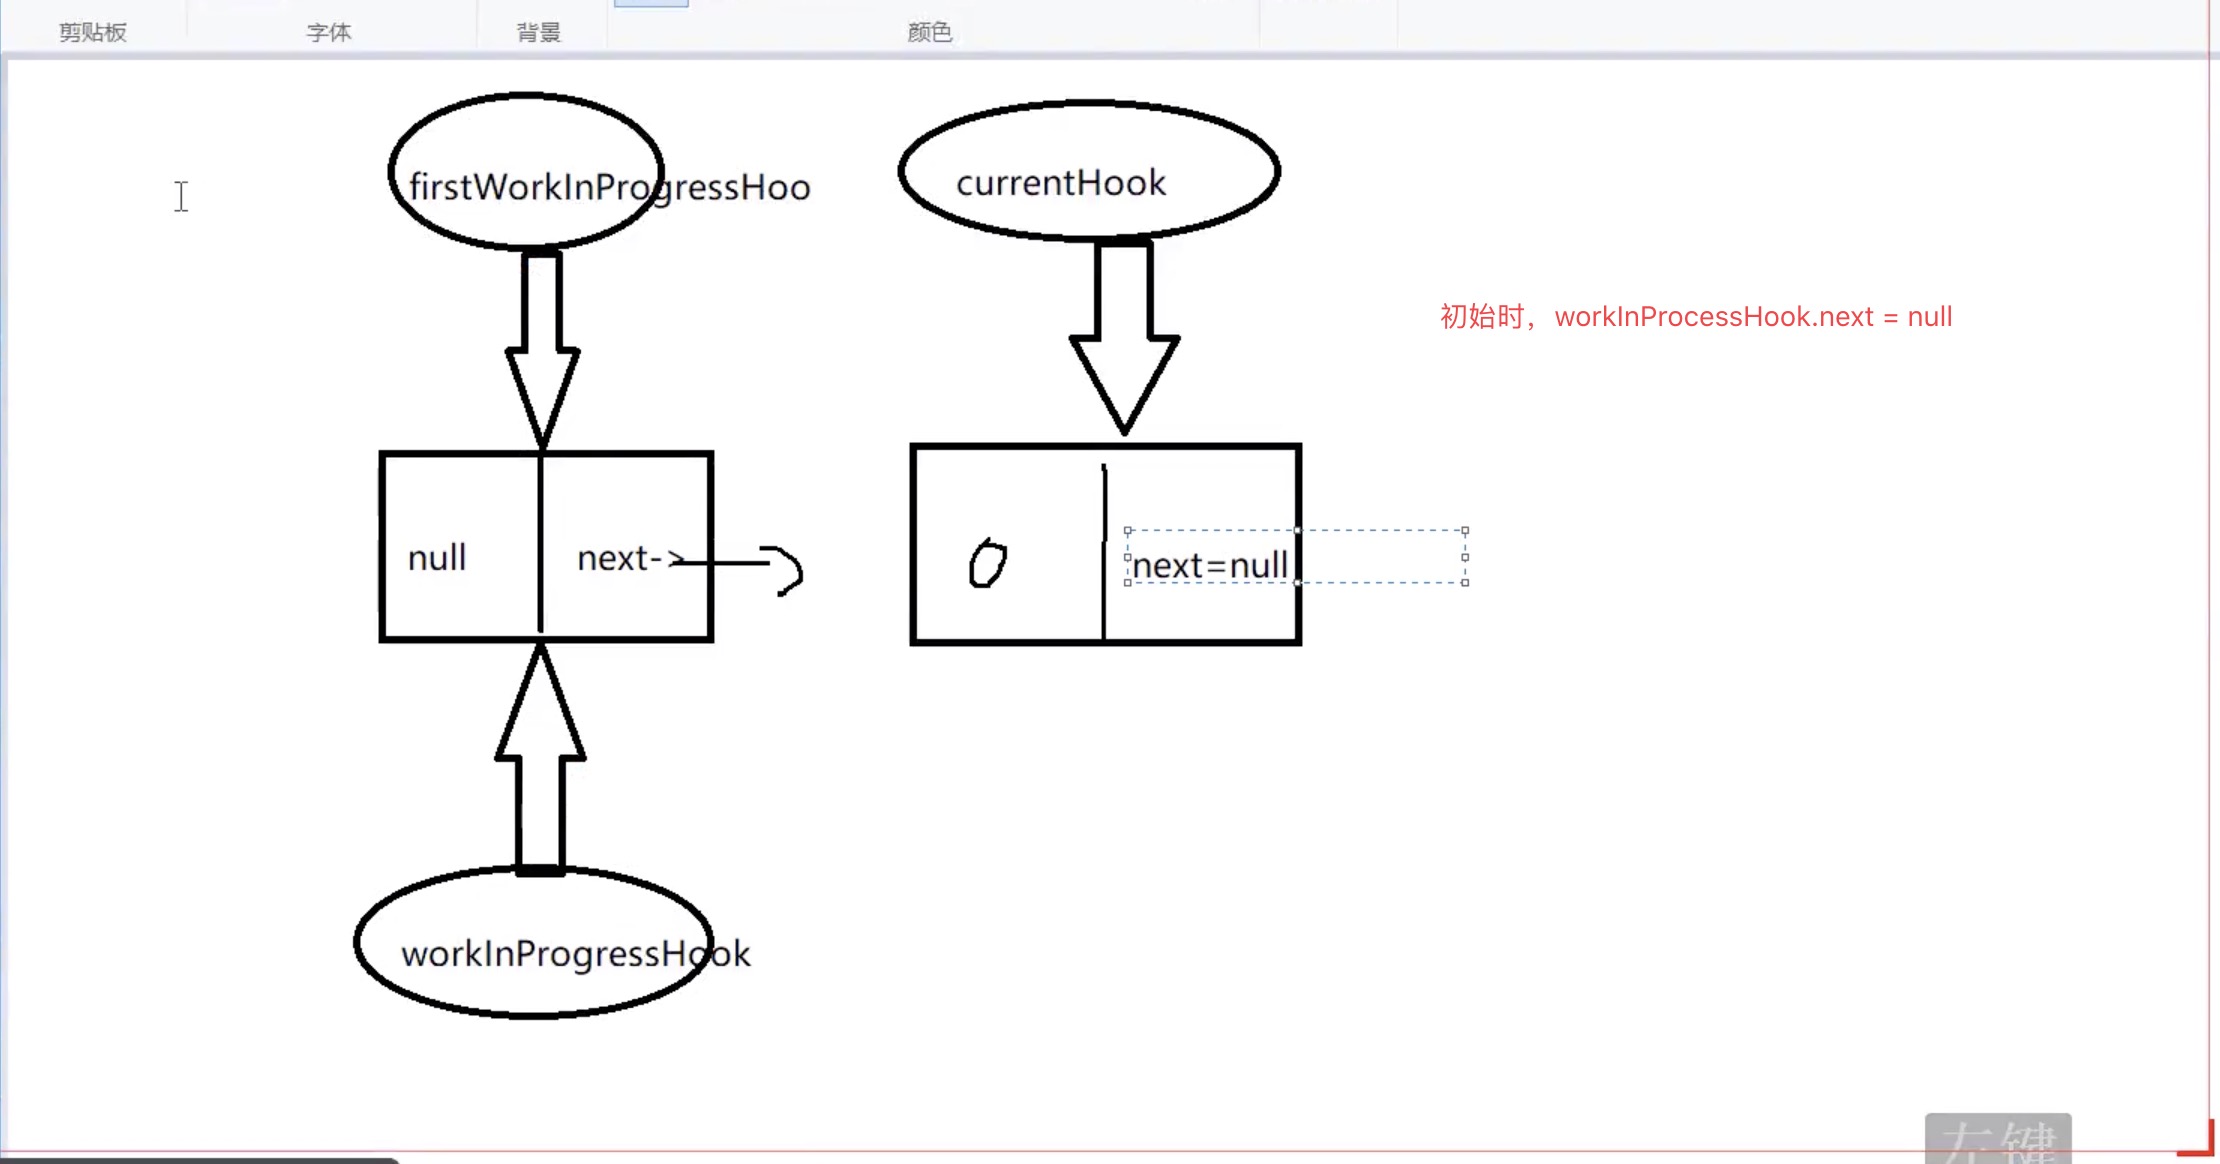 剪贴板 字体 背景 颜色
firstWorkInProgressHoo
currentHook
初始时，workInProcessHook.next = null
null
next->
0
next=null
workInProgressHook
左键